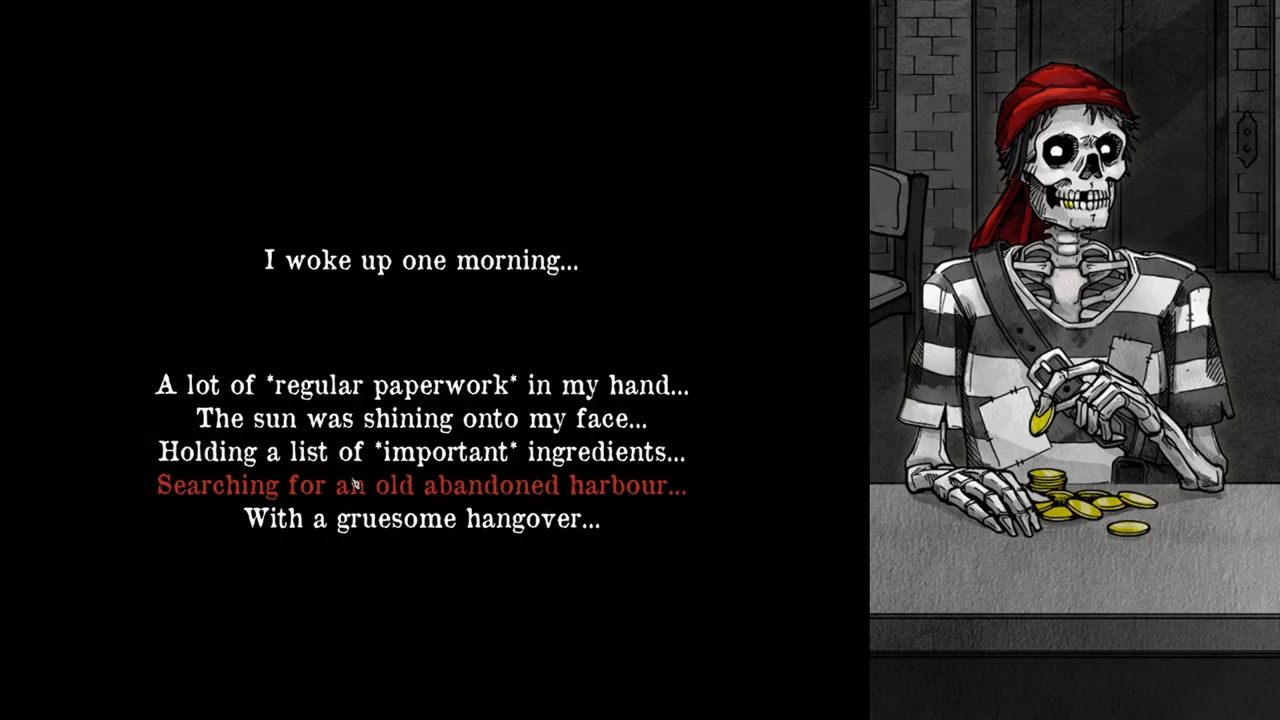 I woke up one morning...
A lot of *regular paperwork* in my hand...
The sun was shining onto my face...
Holding a list of *important* ingredients...
Searching for an old abandoned harbour...
With a gruesome hangover...